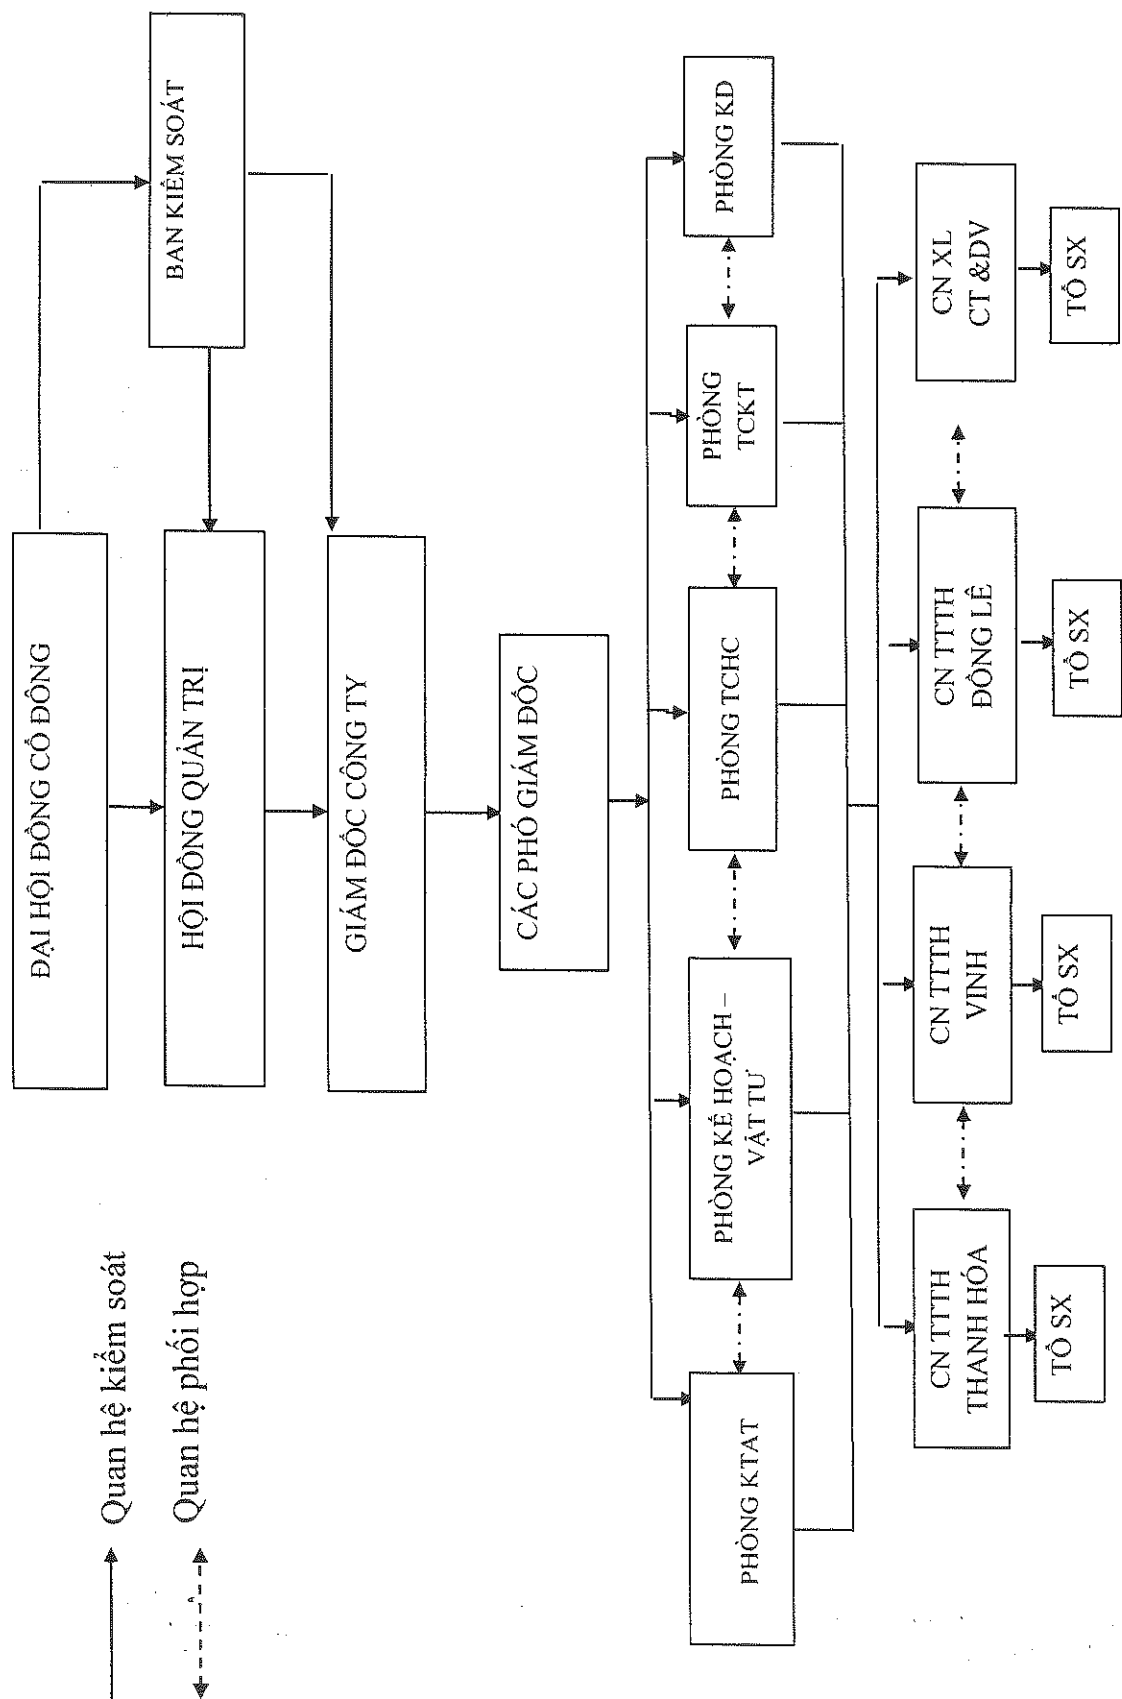 ĐẠI HỘI ĐỒNG CỔ ĐÔNG
BAN KIỂM SOÁT
HỘI ĐỒNG QUẢN TRỊ
GIÁM ĐỐC CÔNG TY
Quan hệ kiểm soát
Quan hệ phối hợp
CÁC PHÓ GIÁM ĐỐC
PHÒNG KTAT
PHÒNG KẾ HOẠCH –
VẬT TƯ
PHÒNG TCHC
PHÒNG
TCKT
PHÒNG KD
CN TTTH
THANH HÓA
CN TTTH
VINH
CN TTTH
ĐỒNG LÊ
CN XL
CT &DV
TỔ SX
TỔ SX
TỔ SX
TỔ SX